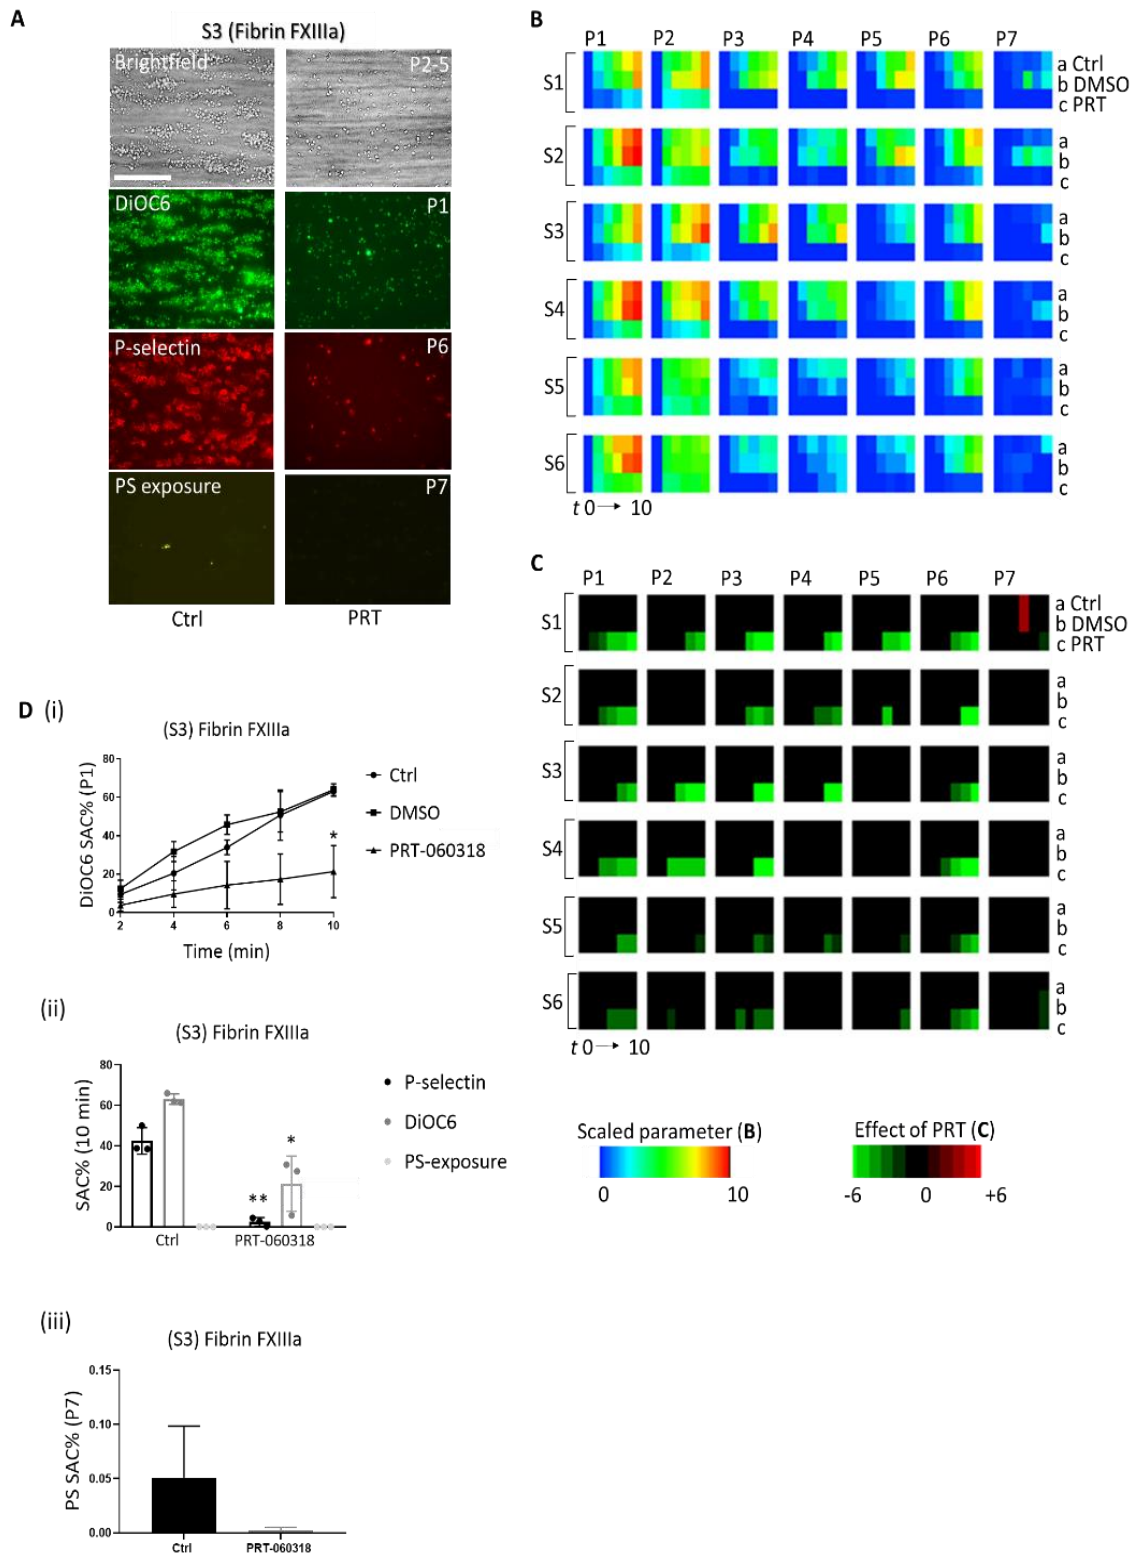 A
S3 (Fibrin FXIIIa)
Brightfield
P2-5
DiOC6
P1
P-selectin
P6
PS exposure
P7
Ctrl
PRT
B
P1 P2 P3 P4 P5 P6 P7
S1
a Ctrl
b DMSO
c PRT
S2
a
b
c
S3
a
b
c
S4
a
b
c
S5
a
b
c
S6
a
b
c
t 0 → 10
C
P1 P2 P3 P4 P5 P6 P7
S1
a Ctrl
b DMSO
c PRT
S2
a
b
c
S3
a
b
c
S4
a
b
c
S5
a
b
c
S6
a
b
c
t 0 → 10
Scaled parameter (B)
0 10
Effect of PRT (C)
-6 0 +6
D (i)
(S3) Fibrin FXIIIa
DiOC6 SAC% (P1)
80
60
40
20
0
2 4 6 8 10
Time (min)
*
Ctrl
DMSO
PRT-060318
(ii)
(S3) Fibrin FXIIIa
SAC% (10 min)
80
60
40
20
0
**
*
Ctrl PRT-060318
P-selectin
DiOC6
PS-exposure
(iii)
(S3) Fibrin FXIIIa
PS SAC% (P7)
0.15
0.10
0.05
0.00
Ctrl PRT-060318